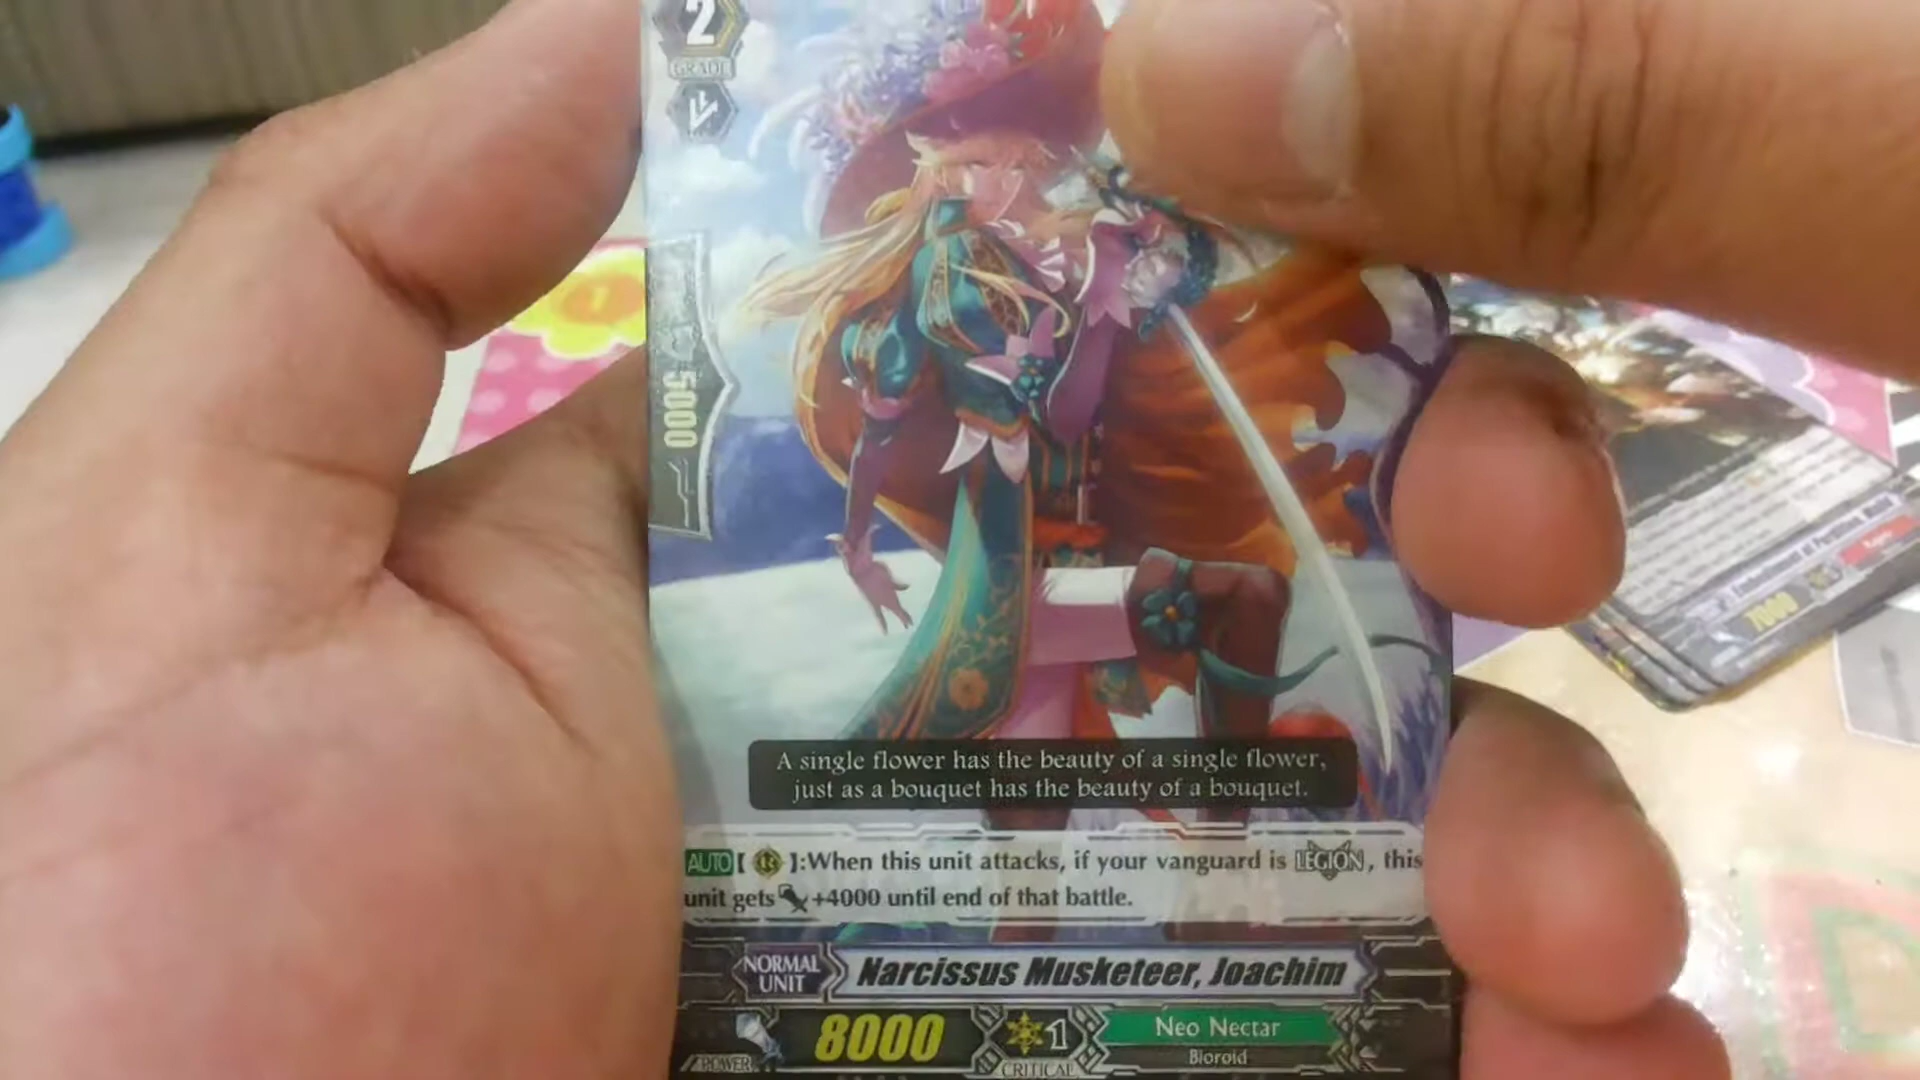 2
GRADE
5000
A single flower has the beauty of a single flower,
just as a bouquet has the beauty of a bouquet.
AUTO【 R 】:When this unit attacks, if your vanguard is LEGION, this
unit gets +4000 until end of that battle.
NORMAL
UNIT
Narcissus Musketeer, Joachim
POWER
8000
1
CRITICAL
Neo Nectar
Bioroid
7000